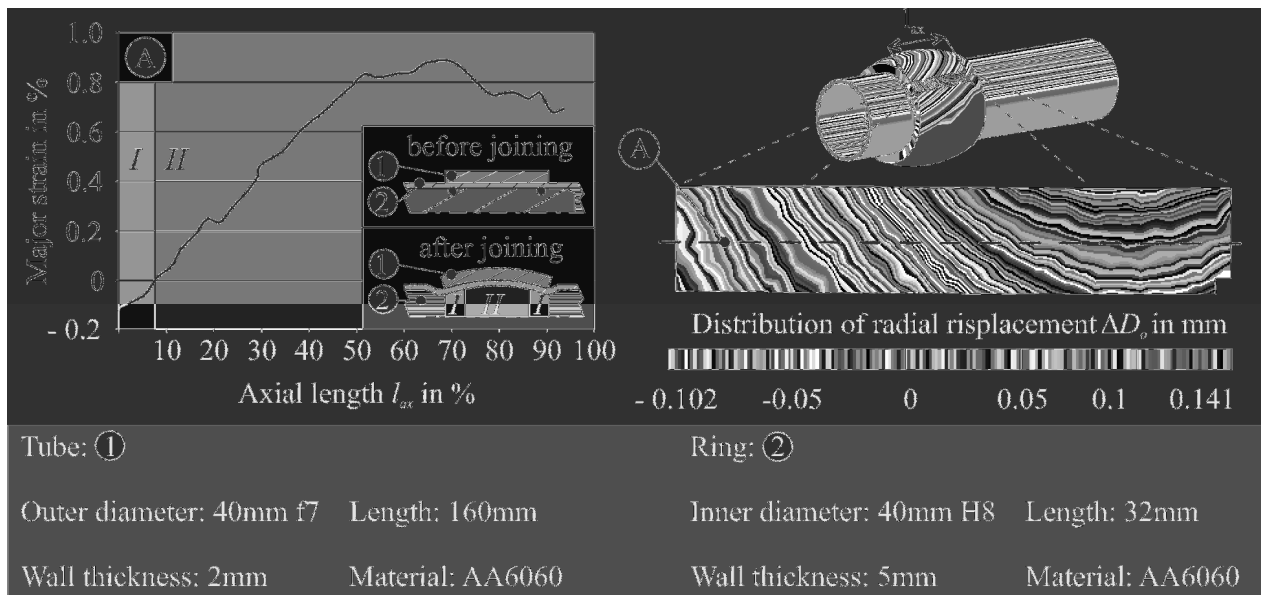 1.0
A
0.8
0.6
0.4
0.2
0
- 0.2
Major strain in %
I
II
before joining
1
2
after joining
1
2
I
II
I
10 20 30 40 50 60 70 80 90 100
Axial length l_ax in %
l_ax
A
Distribution of radial risplacement ΔD_o in mm
- 0.102 -0.05 0 0.05 0.1 0.141
Tube: 1
Ring: 2
Outer diameter: 40mm f7 Length: 160mm
Inner diameter: 40mm H8 Length: 32mm
Wall thickness: 2mm Material: AA6060
Wall thickness: 5mm Material: AA6060